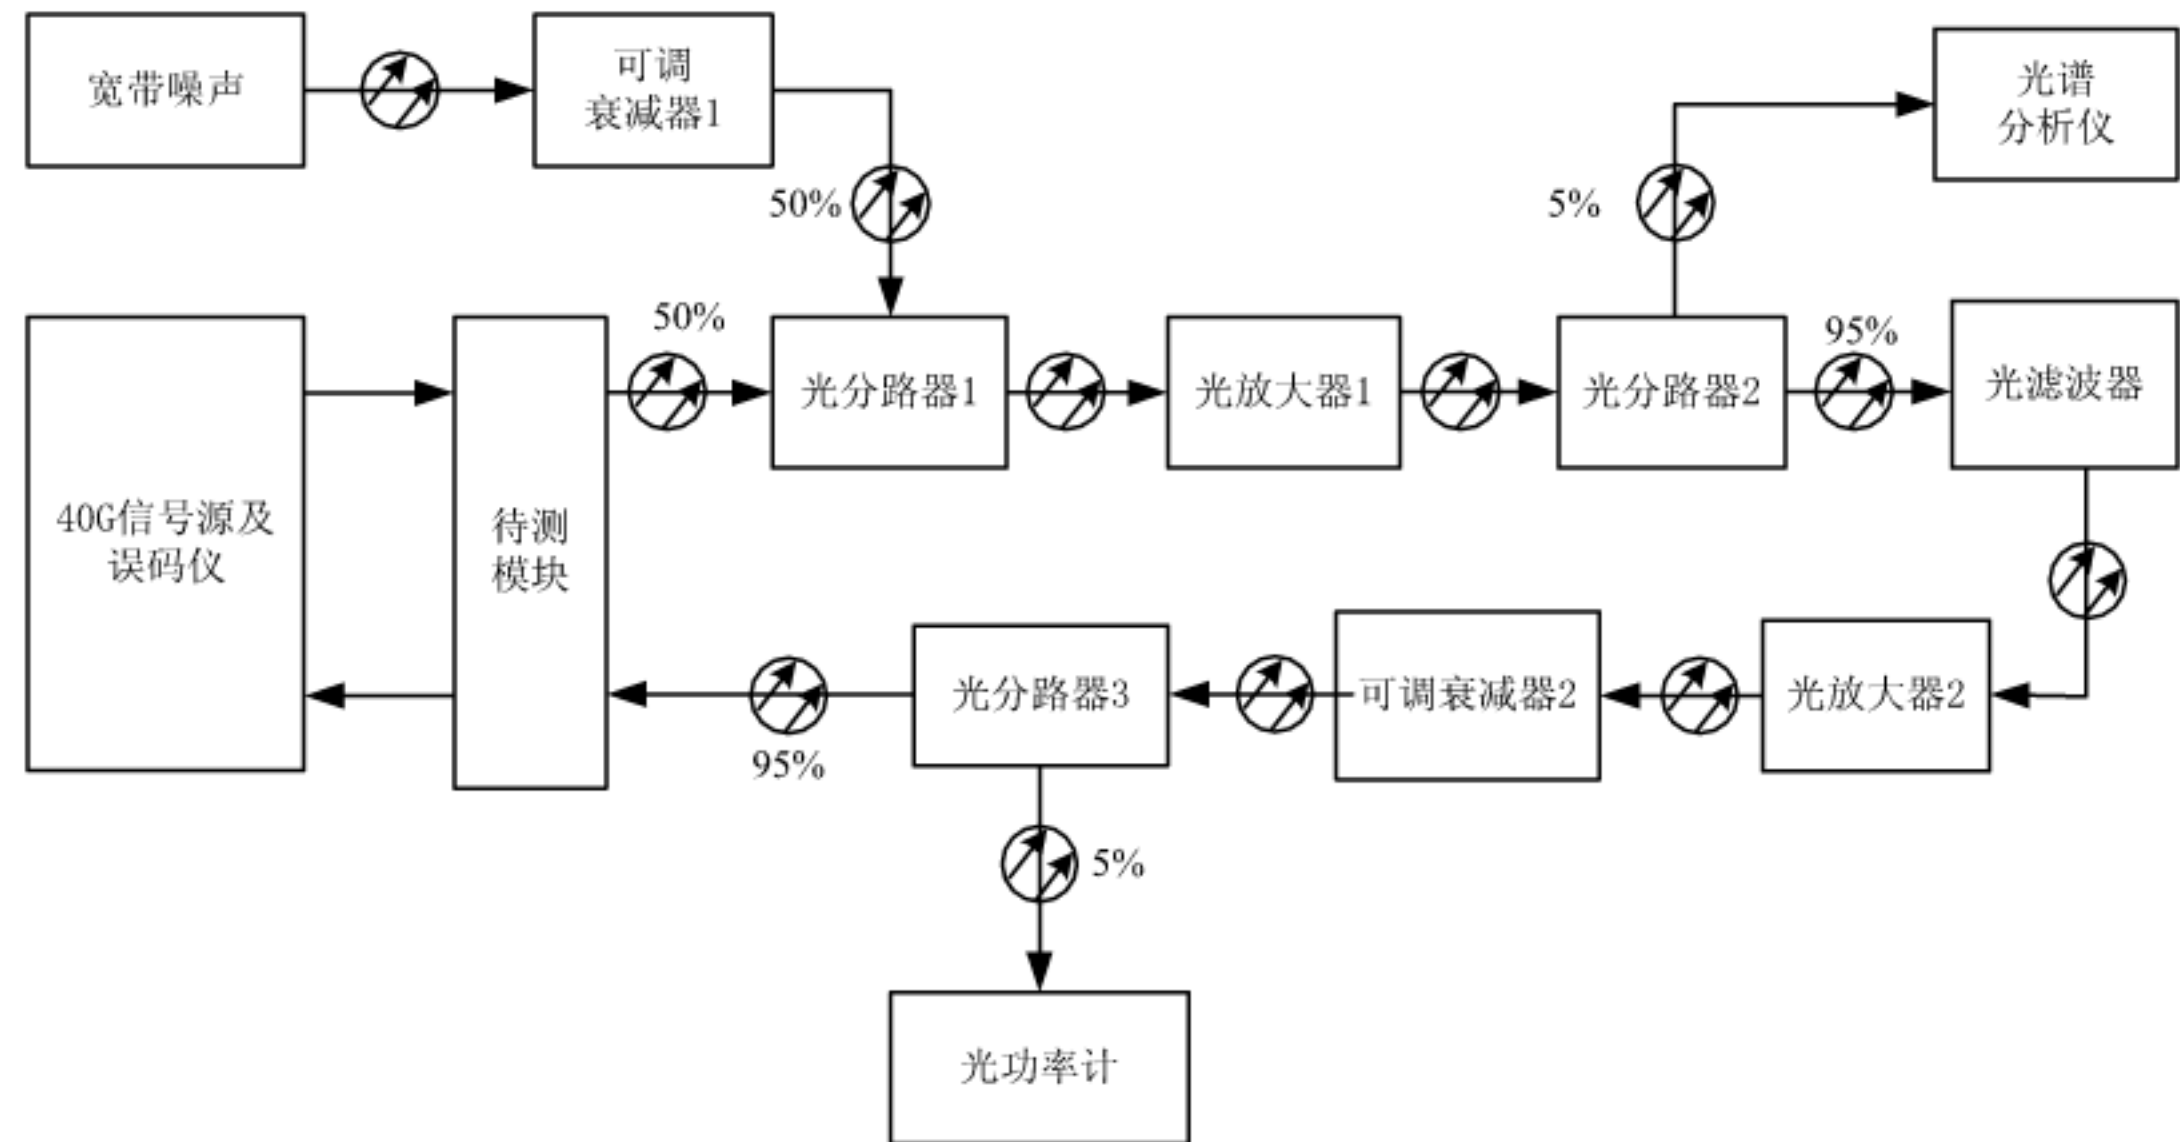 宽带噪声
可调
衰减器1
光谱
分析仪
50%
5%
50%
95%
光分路器1
光放大器1
光分路器2
光滤波器
40G信号源及
误码仪
待测
模块
光分路器3
可调衰减器2
光放大器2
95%
5%
光功率计